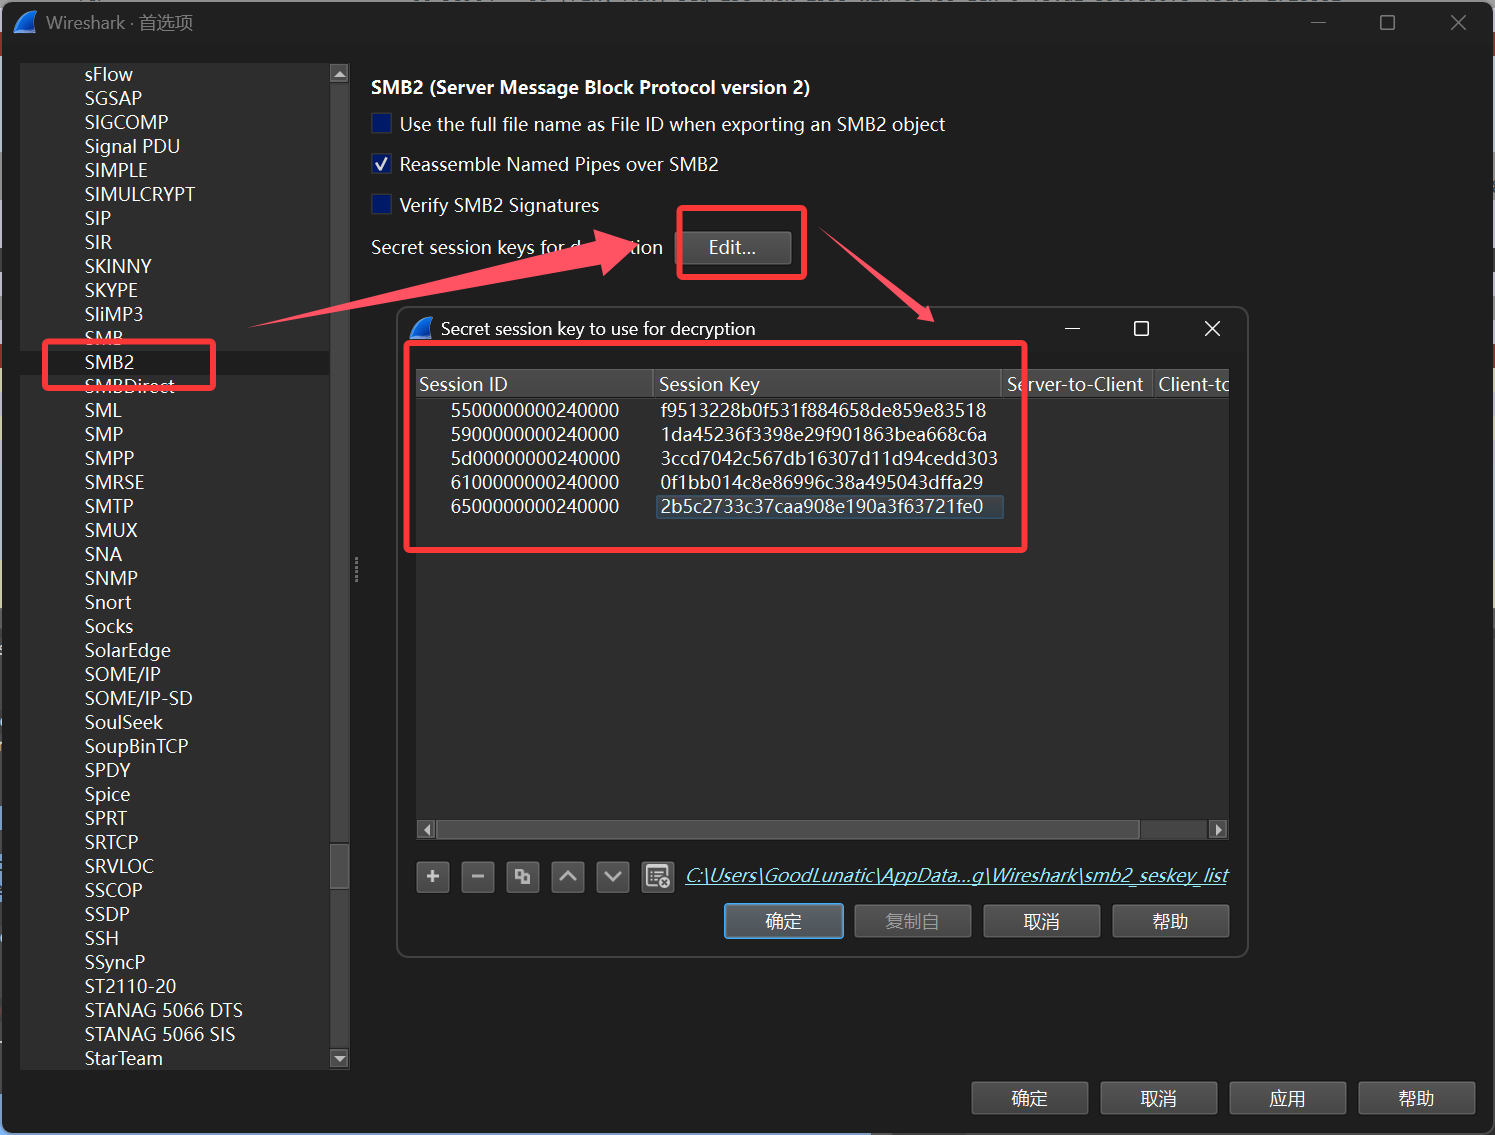 Wireshark · 首选项
sFlow
SGSAP
SIGCOMP
Signal PDU
SIMPLE
SIMULCRYPT
SIP
SIR
SKINNY
SKYPE
SliMP3
SMB
SMB2
SMBDirect
SML
SMP
SMPP
SMRSE
SMTP
SMUX
SNA
SNMP
Snort
Socks
SolarEdge
SOME/IP
SOME/IP-SD
SoulSeek
SoupBinTCP
SPDY
Spice
SPRT
SRTCP
SRVLOC
SSCOP
SSDP
SSH
SSyncP
ST2110-20
STANAG 5066 DTS
STANAG 5066 SIS
StarTeam
SMB2 (Server Message Block Protocol version 2)
Use the full file name as File ID when exporting an SMB2 object
Reassemble Named Pipes over SMB2
Verify SMB2 Signatures
Secret session keys for decryption Edit...
Secret session key to use for decryption
Session ID Session Key Server-to-Client Client-to
5500000000240000 f9513228b0f531f884658de859e83518
5900000000240000 1da45236f3398e29f901863bea668c6a
5d00000000240000 3ccd7042c567db16307d11d94cedd303
6100000000240000 0f1bb014c8e86996c38a495043dffa29
6500000000240000 2b5c2733c37caa908e190a3f63721fe0
C:\Users\GoodLunatic\AppData...g\Wireshark\smb2_seskey_list
确定 复制自 取消 帮助
确定 取消 应用 帮助